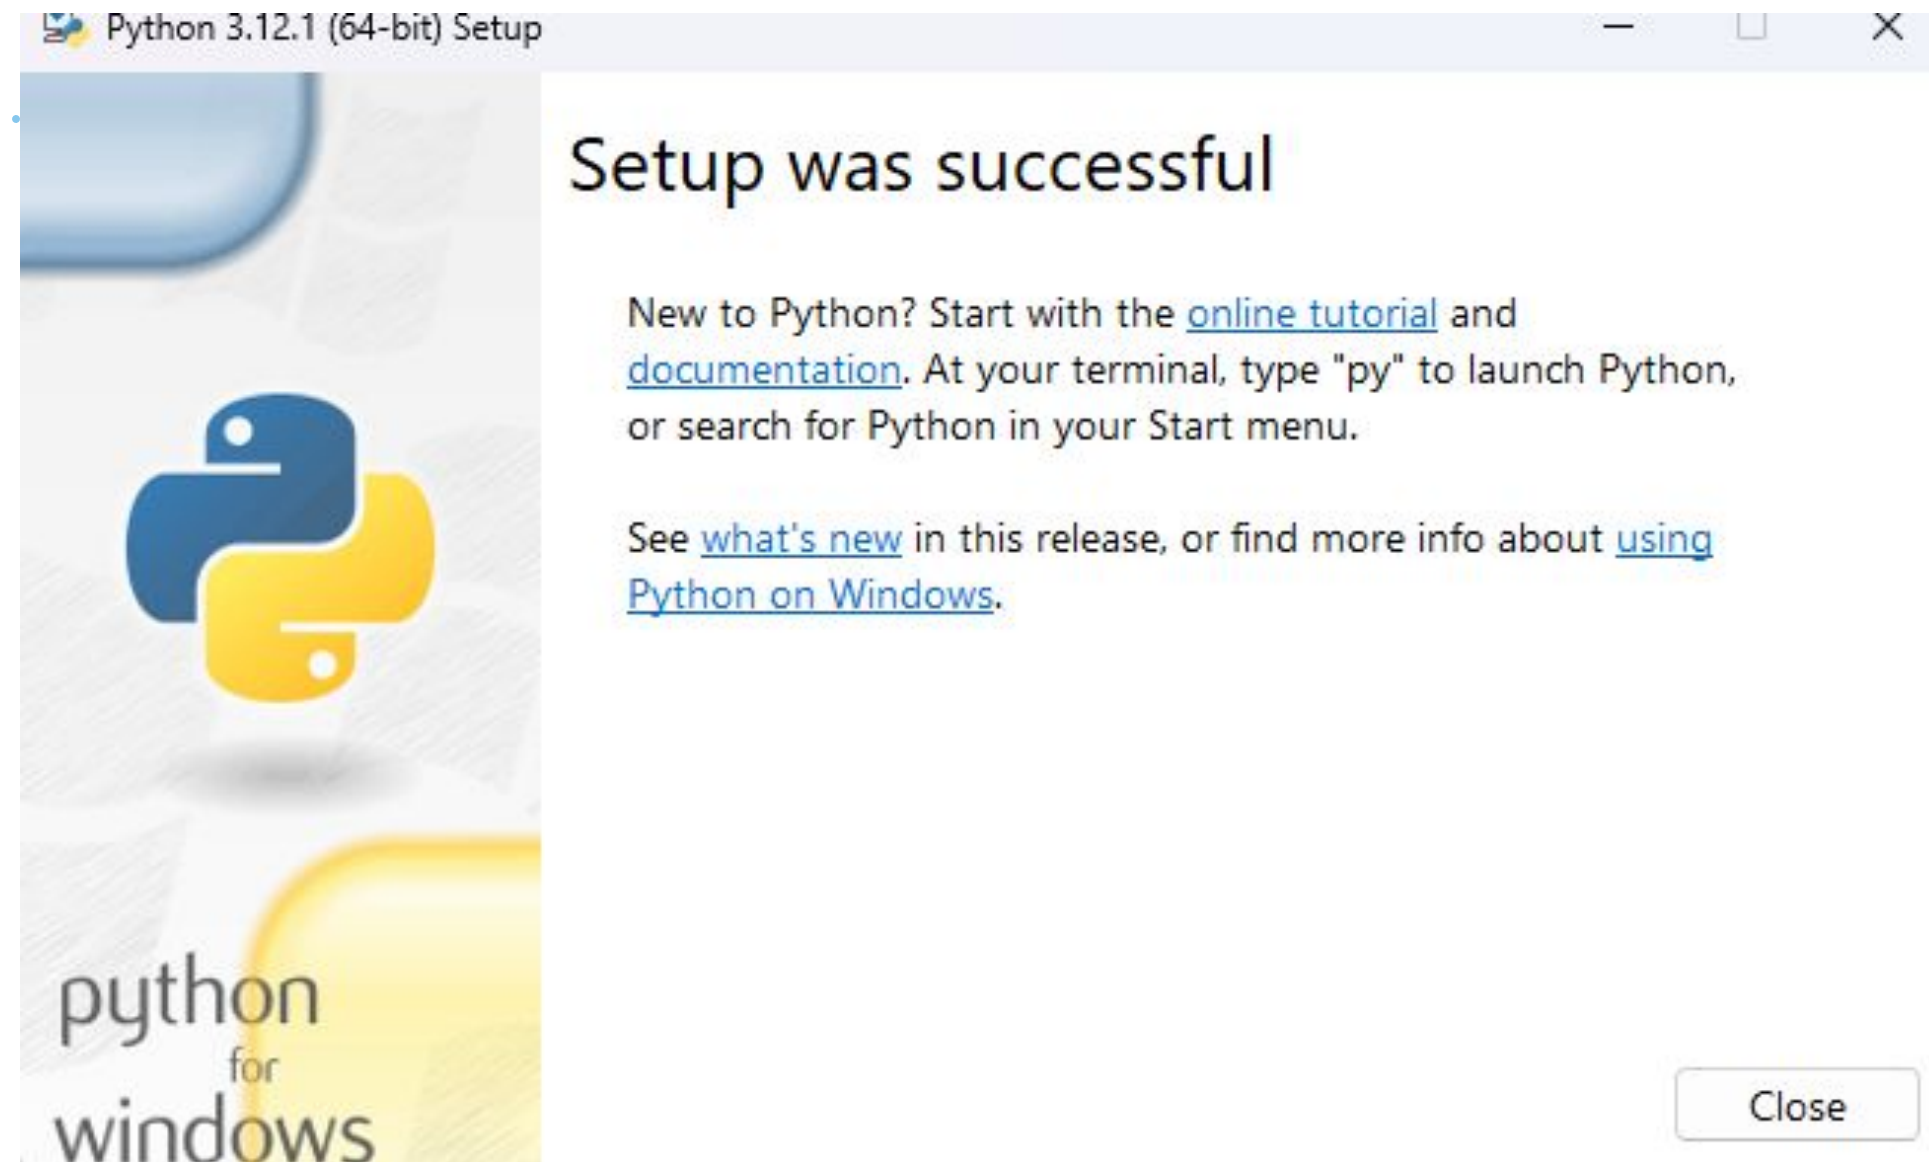 Python 3.12.1 (64-bit) Setup
Setup was successful
New to Python? Start with the online tutorial and
documentation. At your terminal, type "py" to launch Python,
or search for Python in your Start menu.
See what's new in this release, or find more info about using
Python on Windows.
python
for
windows
Close